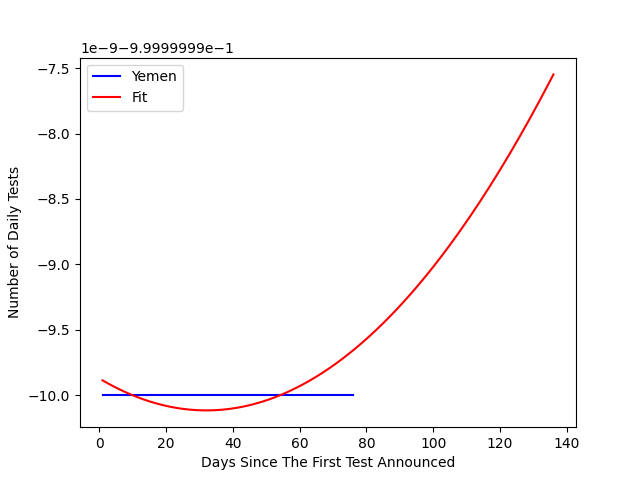 1e−9−9.9999999e−1
Yemen
Fit
−7.5
−8.0
−8.5
−9.0
−9.5
−10.0
Number of Daily Tests
0 20 40 60 80 100 120 140
Days Since The First Test Announced